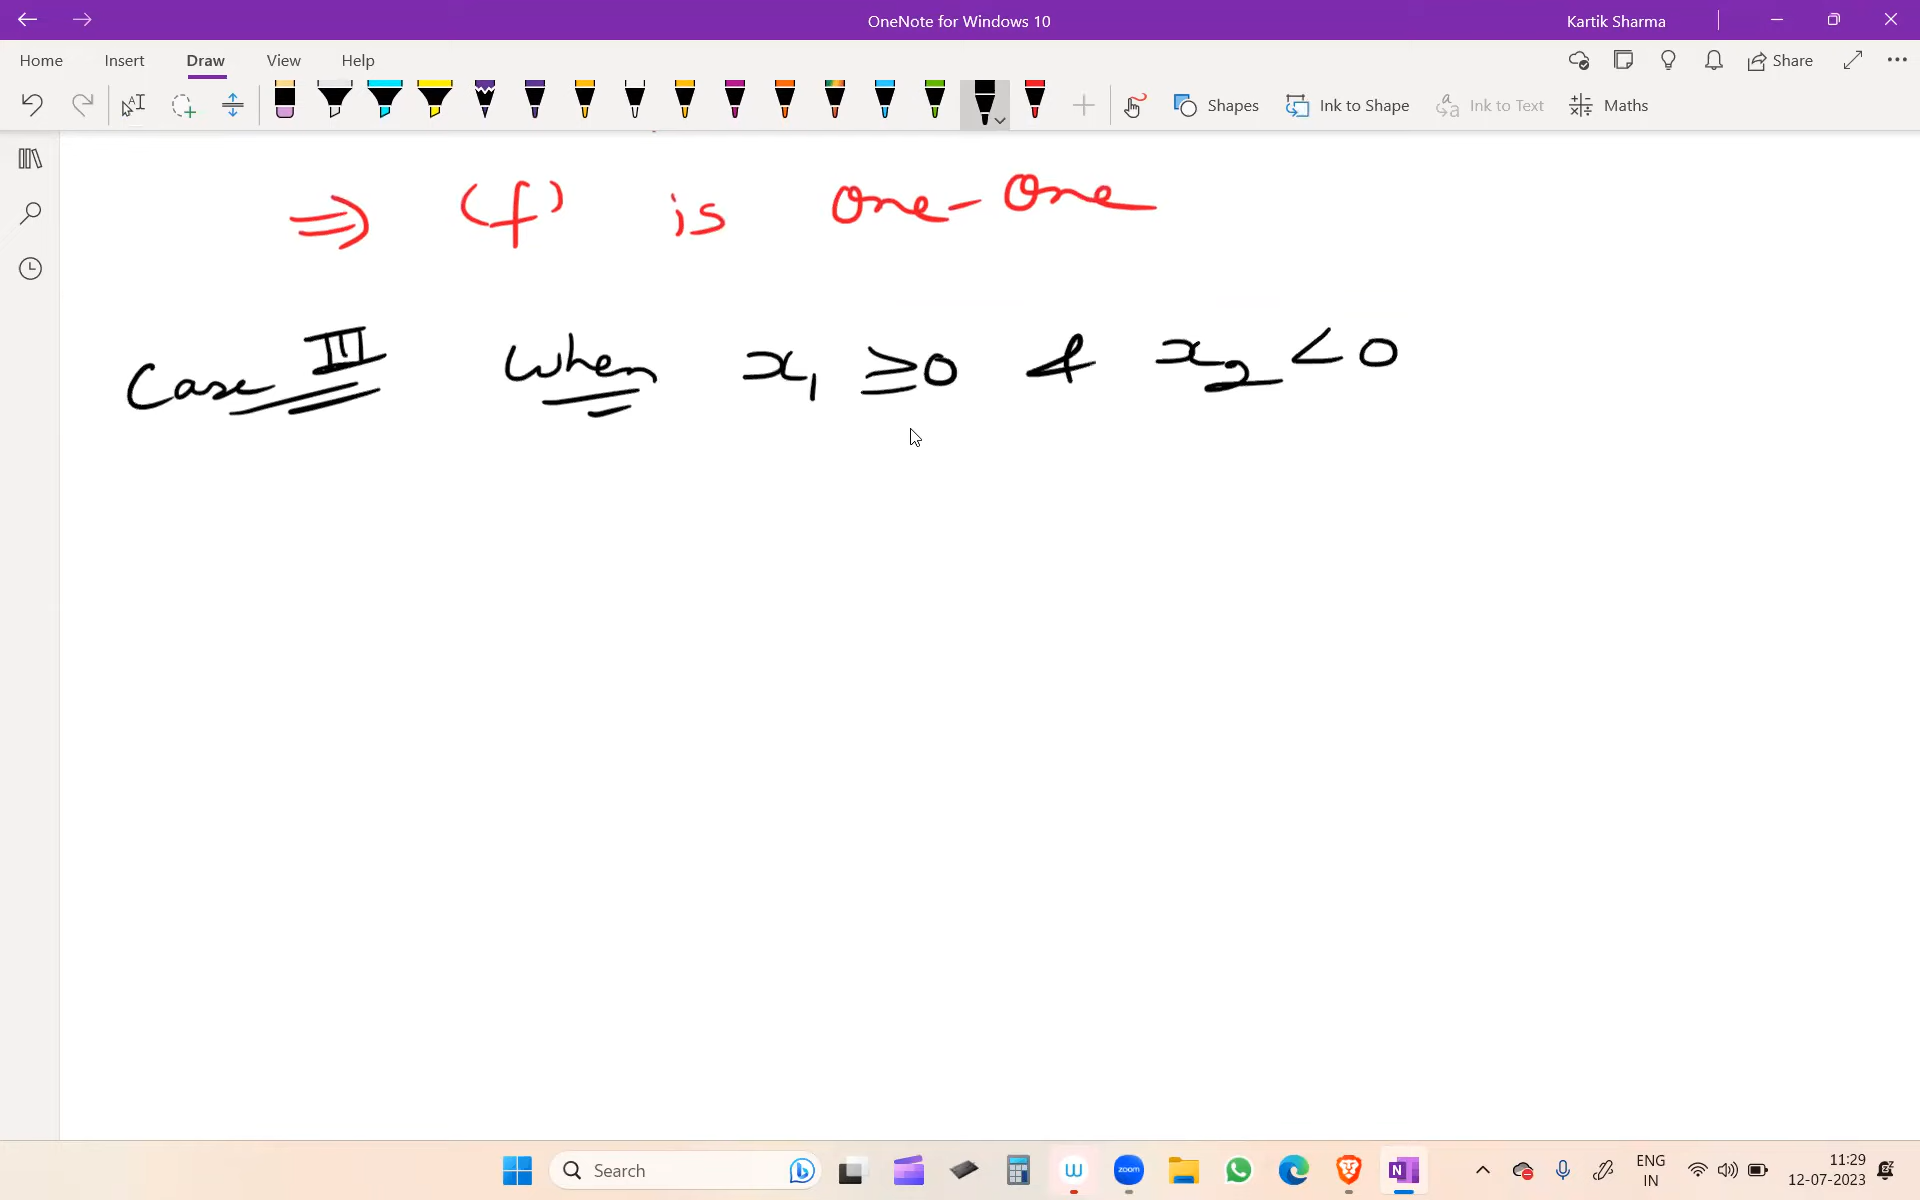 OneNote for Windows 10
Kartik Sharma
Home Insert Draw View Help
Share
Shapes Ink to Shape Ink to Text Maths
⇒ (f) is one-one
Case III When x₁ ≥ 0 & x₂ < 0
Search
zoom
ENG
IN
11:29
12-07-2023